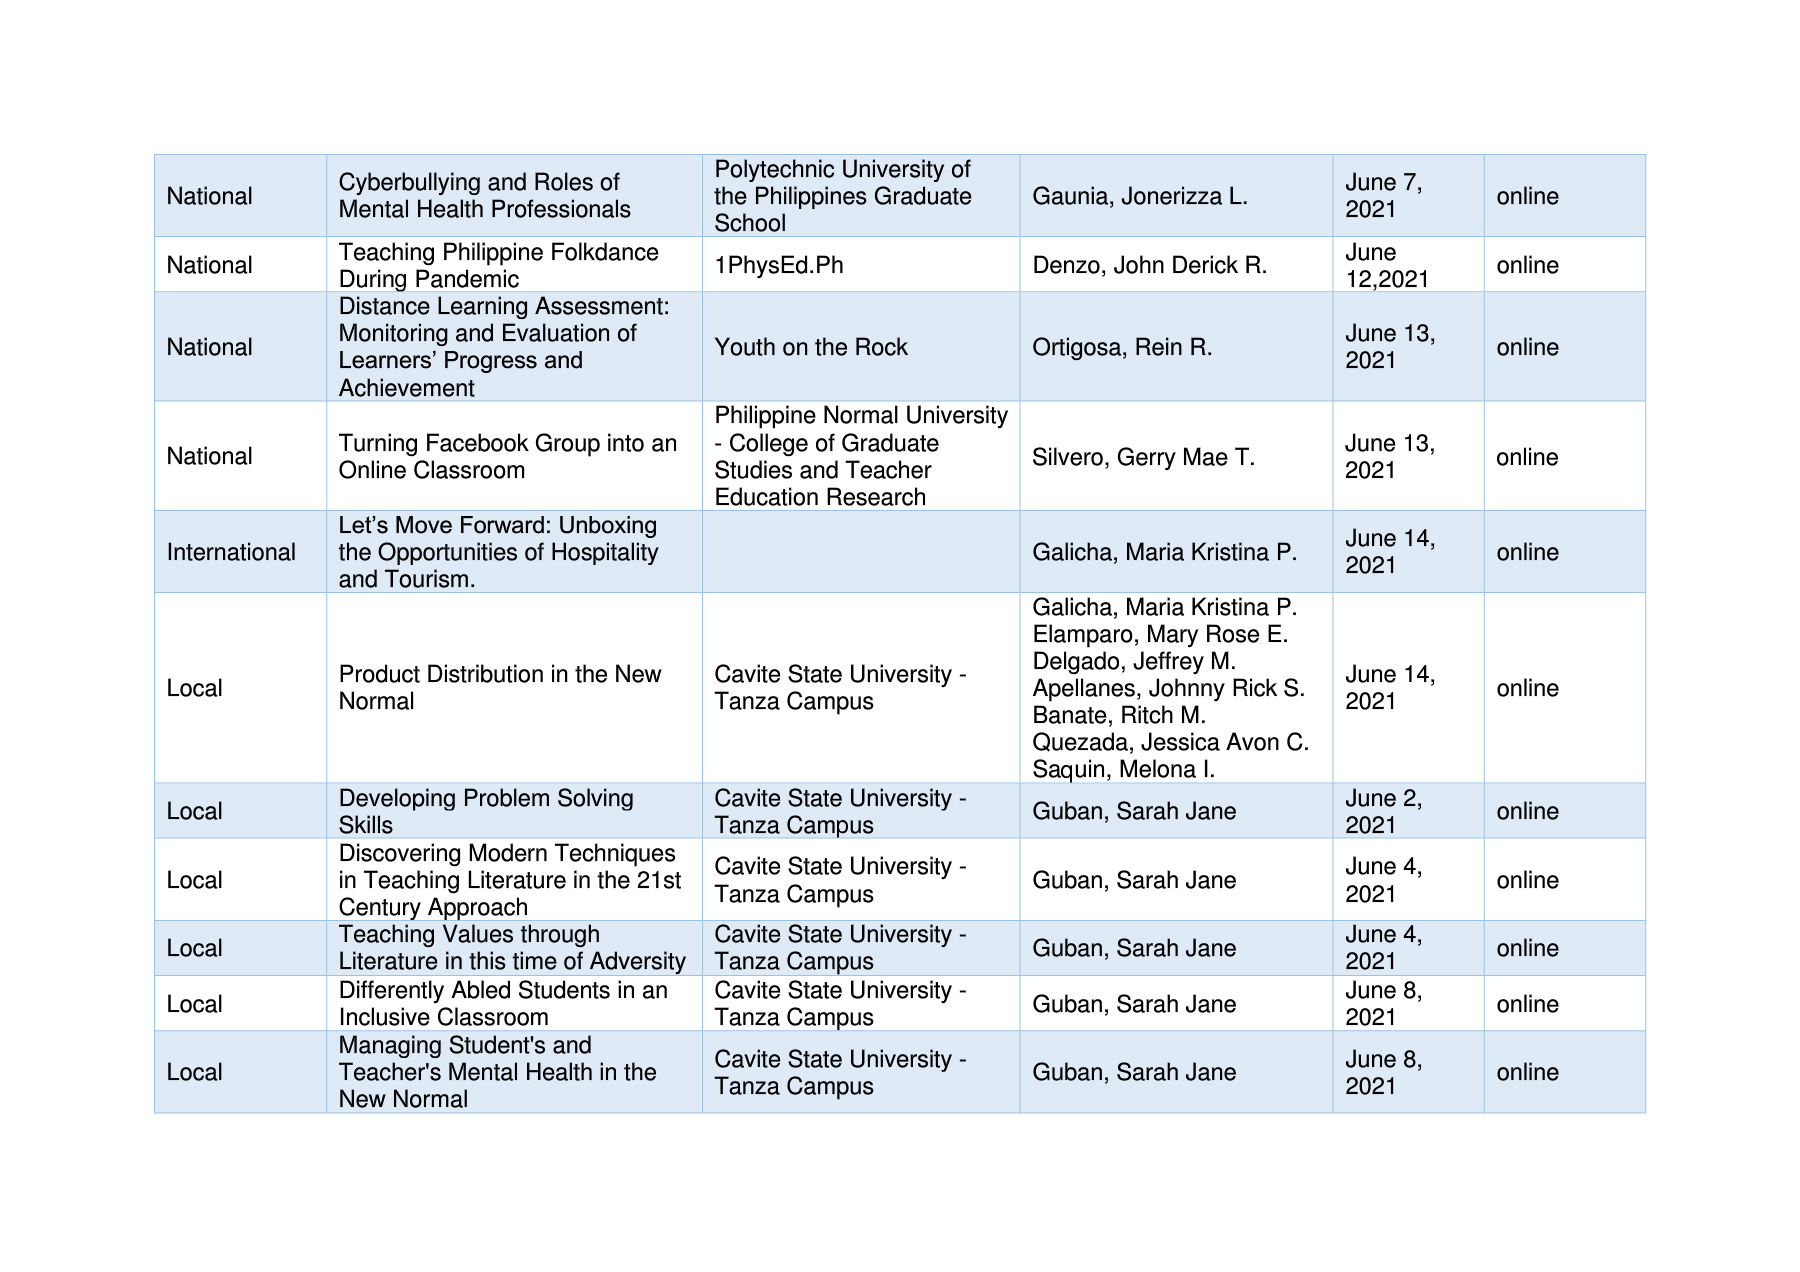 National
Cyberbullying and Roles of
Mental Health Professionals
Polytechnic University of
the Philippines Graduate
School
Gaunia, Jonerizza L.
June 7,
2021
online
National
Teaching Philippine Folkdance
During Pandemic
1PhysEd.Ph
Denzo, John Derick R.
June
12,2021
online
National
Distance Learning Assessment:
Monitoring and Evaluation of
Learners’ Progress and
Achievement
Youth on the Rock
Ortigosa, Rein R.
June 13,
2021
online
National
Turning Facebook Group into an
Online Classroom
Philippine Normal University
- College of Graduate
Studies and Teacher
Education Research
Silvero, Gerry Mae T.
June 13,
2021
online
International
Let’s Move Forward: Unboxing
the Opportunities of Hospitality
and Tourism.
Galicha, Maria Kristina P.
June 14,
2021
online
Local
Product Distribution in the New
Normal
Cavite State University -
Tanza Campus
Galicha, Maria Kristina P.
Elamparo, Mary Rose E.
Delgado, Jeffrey M.
Apellanes, Johnny Rick S.
Banate, Ritch M.
Quezada, Jessica Avon C.
Saquin, Melona I.
June 14,
2021
online
Local
Developing Problem Solving
Skills
Cavite State University -
Tanza Campus
Guban, Sarah Jane
June 2,
2021
online
Local
Discovering Modern Techniques
in Teaching Literature in the 21st
Century Approach
Cavite State University -
Tanza Campus
Guban, Sarah Jane
June 4,
2021
online
Local
Teaching Values through
Literature in this time of Adversity
Cavite State University -
Tanza Campus
Guban, Sarah Jane
June 4,
2021
online
Local
Differently Abled Students in an
Inclusive Classroom
Cavite State University -
Tanza Campus
Guban, Sarah Jane
June 8,
2021
online
Local
Managing Student's and
Teacher's Mental Health in the
New Normal
Cavite State University -
Tanza Campus
Guban, Sarah Jane
June 8,
2021
online